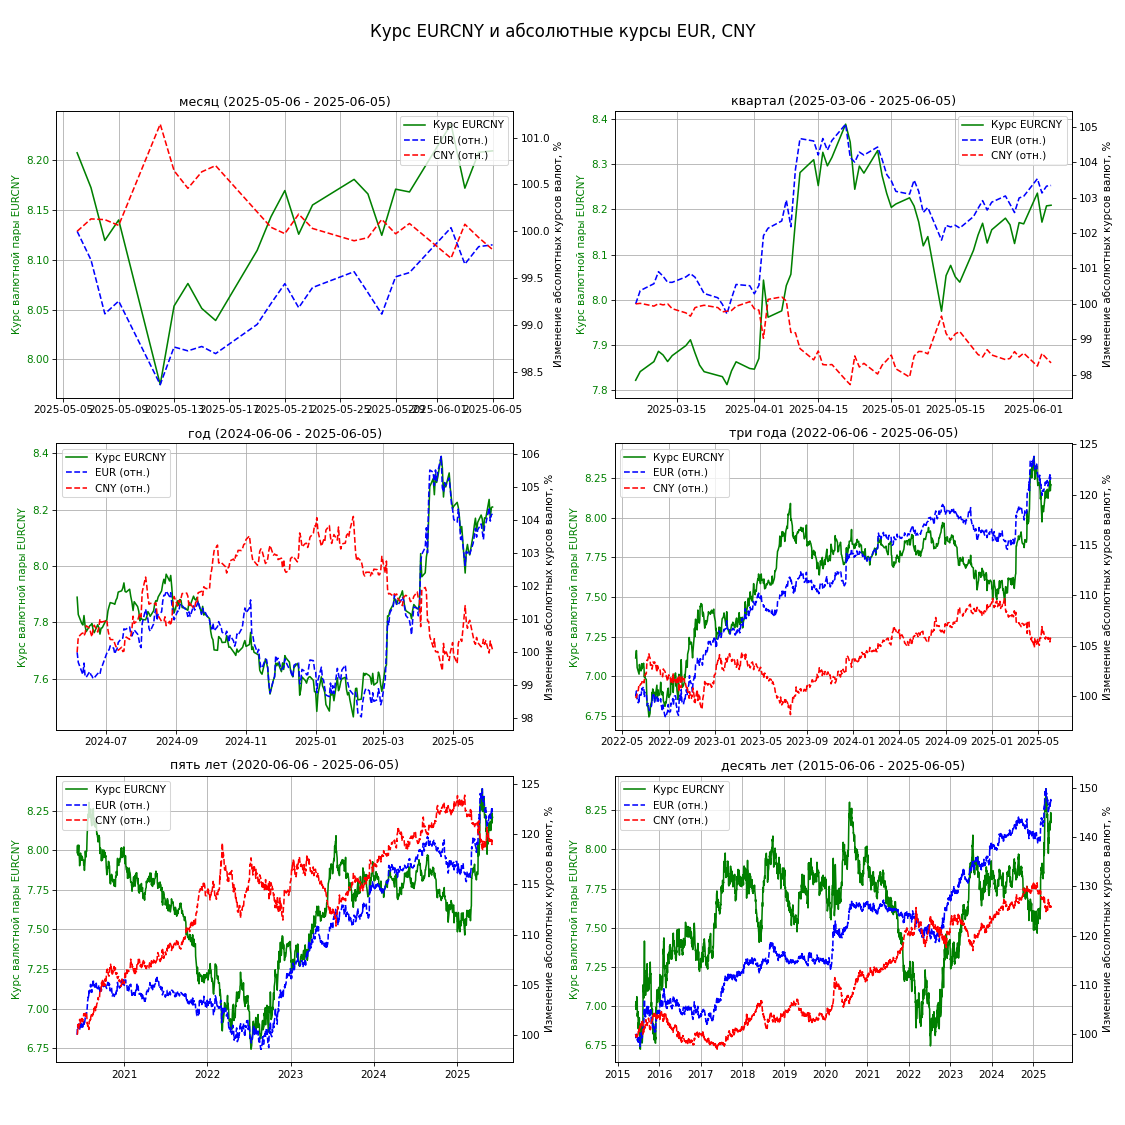 Курс EURCNY и абсолютные курсы EUR, CNY
месяц (2025-05-06 - 2025-06-05)
Курс валютной пары EURCNY
8.20
8.15
8.10
8.05
8.00
Курс EURCNY
EUR (отн.)
CNY (отн.)
101.0
100.5
100.0
99.5
99.0
98.5
Изменение абсолютных курсов валют, %
2025-05-05 2025-05-09 2025-05-13 2025-05-17 2025-05-21 2025-05-25 2025-05-29 2025-06-01 2025-06-05
квартал (2025-03-06 - 2025-06-05)
Курс валютной пары EURCNY
8.4
8.3
8.2
8.1
8.0
7.9
7.8
Курс EURCNY
EUR (отн.)
CNY (отн.)
105
104
103
102
101
100
99
98
Изменение абсолютных курсов валют, %
2025-03-15 2025-04-01 2025-04-15 2025-05-01 2025-05-15 2025-06-01
год (2024-06-06 - 2025-06-05)
Курс валютной пары EURCNY
8.4
8.2
8.0
7.8
7.6
Курс EURCNY
EUR (отн.)
CNY (отн.)
106
105
104
103
102
101
100
99
98
Изменение абсолютных курсов валют, %
2024-07 2024-09 2024-11 2025-01 2025-03 2025-05
три года (2022-06-06 - 2025-06-05)
Курс валютной пары EURCNY
8.25
8.00
7.75
7.50
7.25
7.00
6.75
Курс EURCNY
EUR (отн.)
CNY (отн.)
125
120
115
110
105
100
Изменение абсолютных курсов валют, %
2022-05 2022-09 2023-01 2023-05 2023-09 2024-01 2024-05 2024-09 2025-01 2025-05
пять лет (2020-06-06 - 2025-06-05)
Курс валютной пары EURCNY
8.25
8.00
7.75
7.50
7.25
7.00
6.75
Курс EURCNY
EUR (отн.)
CNY (отн.)
125
120
115
110
105
100
Изменение абсолютных курсов валют, %
2021 2022 2023 2024 2025
десять лет (2015-06-06 - 2025-06-05)
Курс валютной пары EURCNY
8.25
8.00
7.75
7.50
7.25
7.00
6.75
Курс EURCNY
EUR (отн.)
CNY (отн.)
150
140
130
120
110
100
Изменение абсолютных курсов валют, %
2015 2016 2017 2018 2019 2020 2021 2022 2023 2024 2025